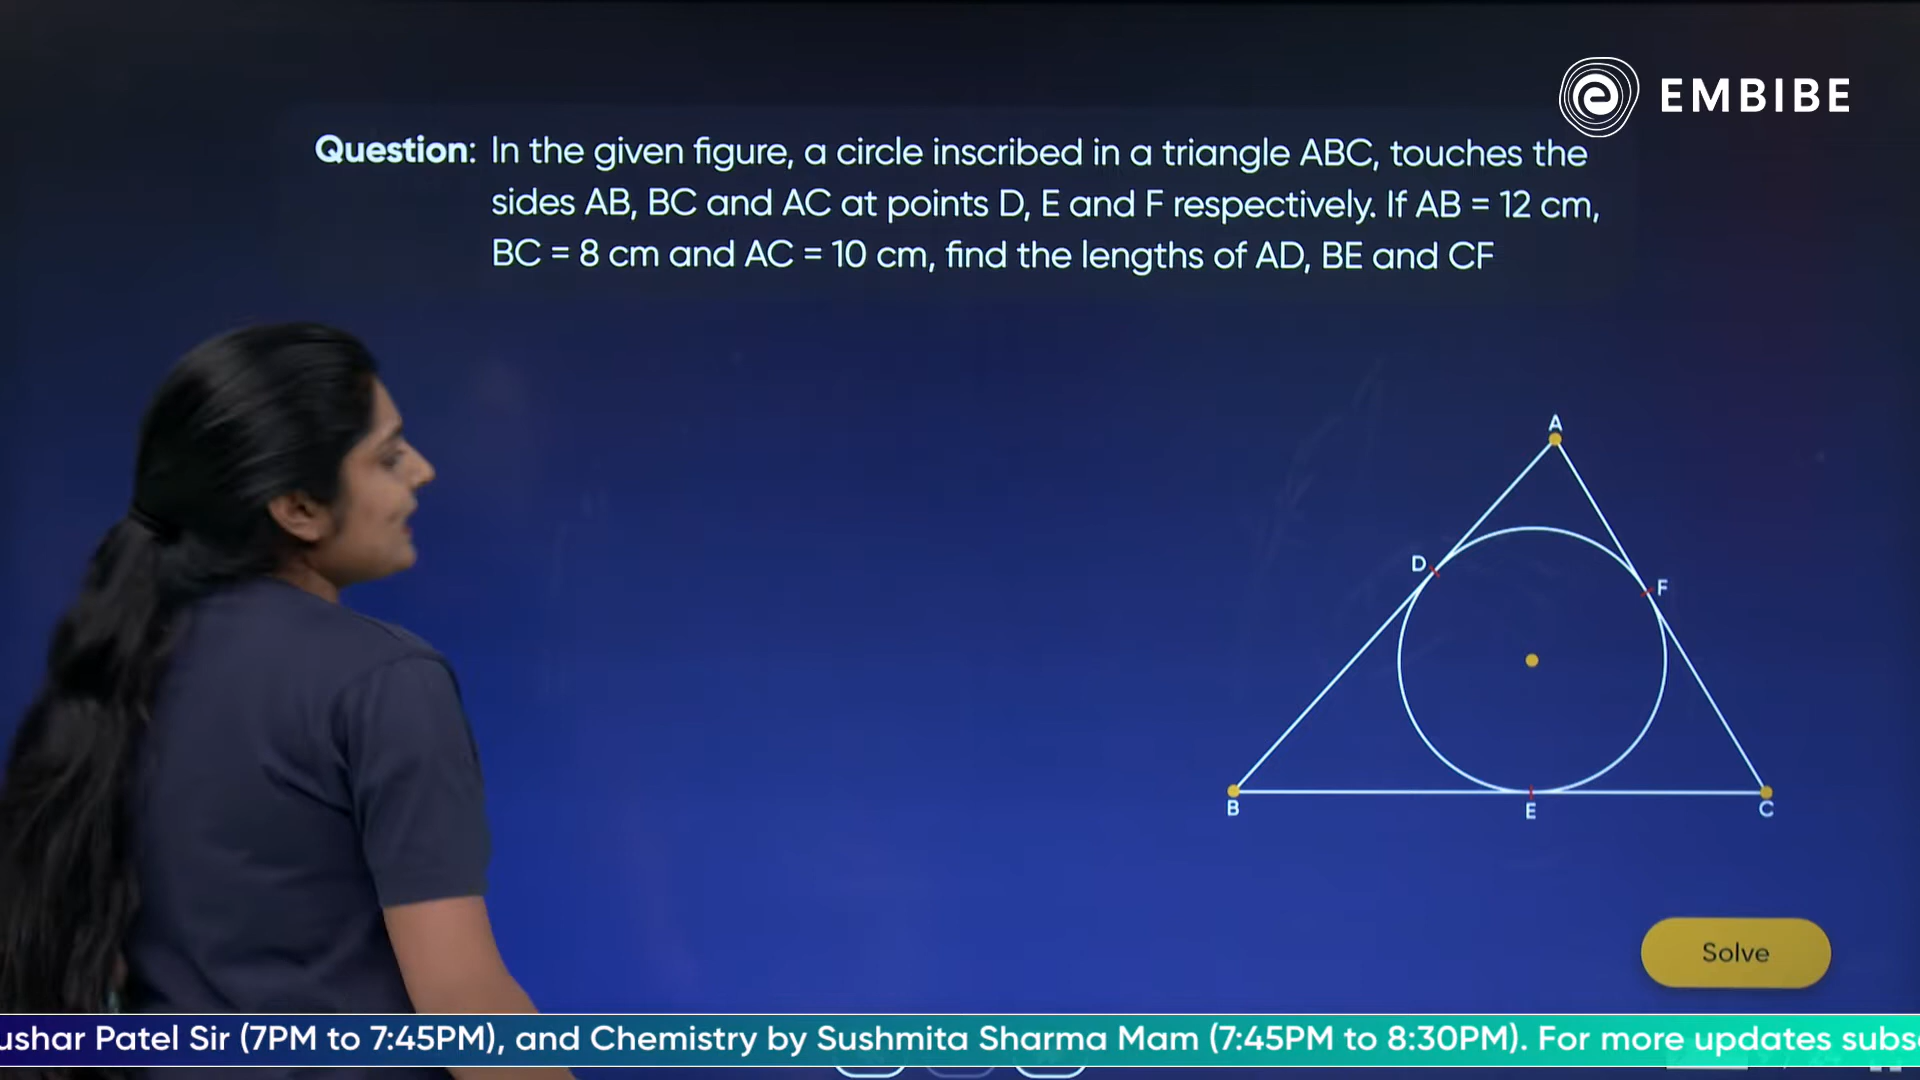 EMBIBE
Question: In the given figure, a circle inscribed in a triangle ABC, touches the
sides AB, BC and AC at points D, E and F respectively. If AB = 12 cm,
BC = 8 cm and AC = 10 cm, find the lengths of AD, BE and CF
A
D
F
B
E
C
Solve
ushar Patel Sir (7PM to 7:45PM), and Chemistry by Sushmita Sharma Mam (7:45PM to 8:30PM). For more updates subs